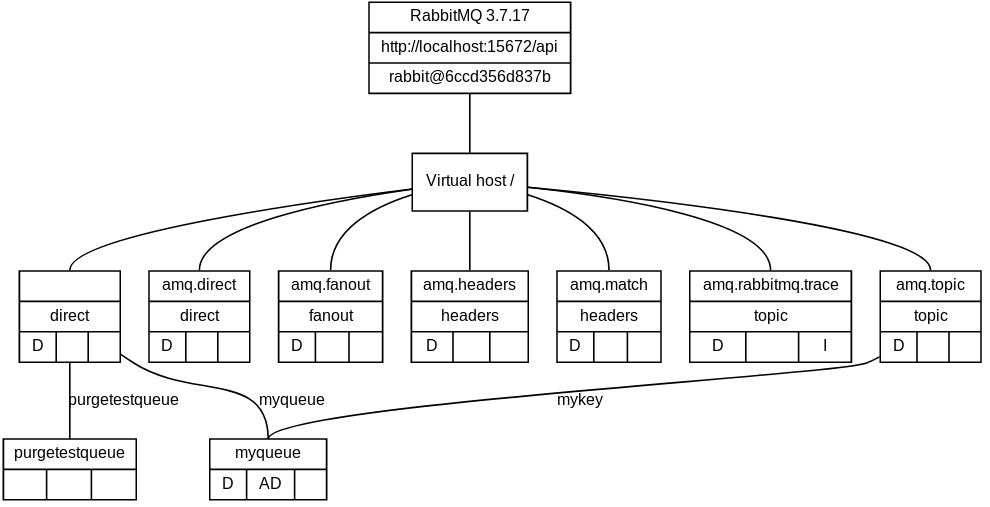 RabbitMQ 3.7.17
http://localhost:15672/api
rabbit@6ccd356d837b
Virtual host /
amq.direct amq.fanout amq.headers amq.match amq.rabbitmq.trace amq.topic
direct direct fanout headers headers topic topic
D D D D D D I D
purgetestqueue myqueue mykey
purgetestqueue myqueue
D AD